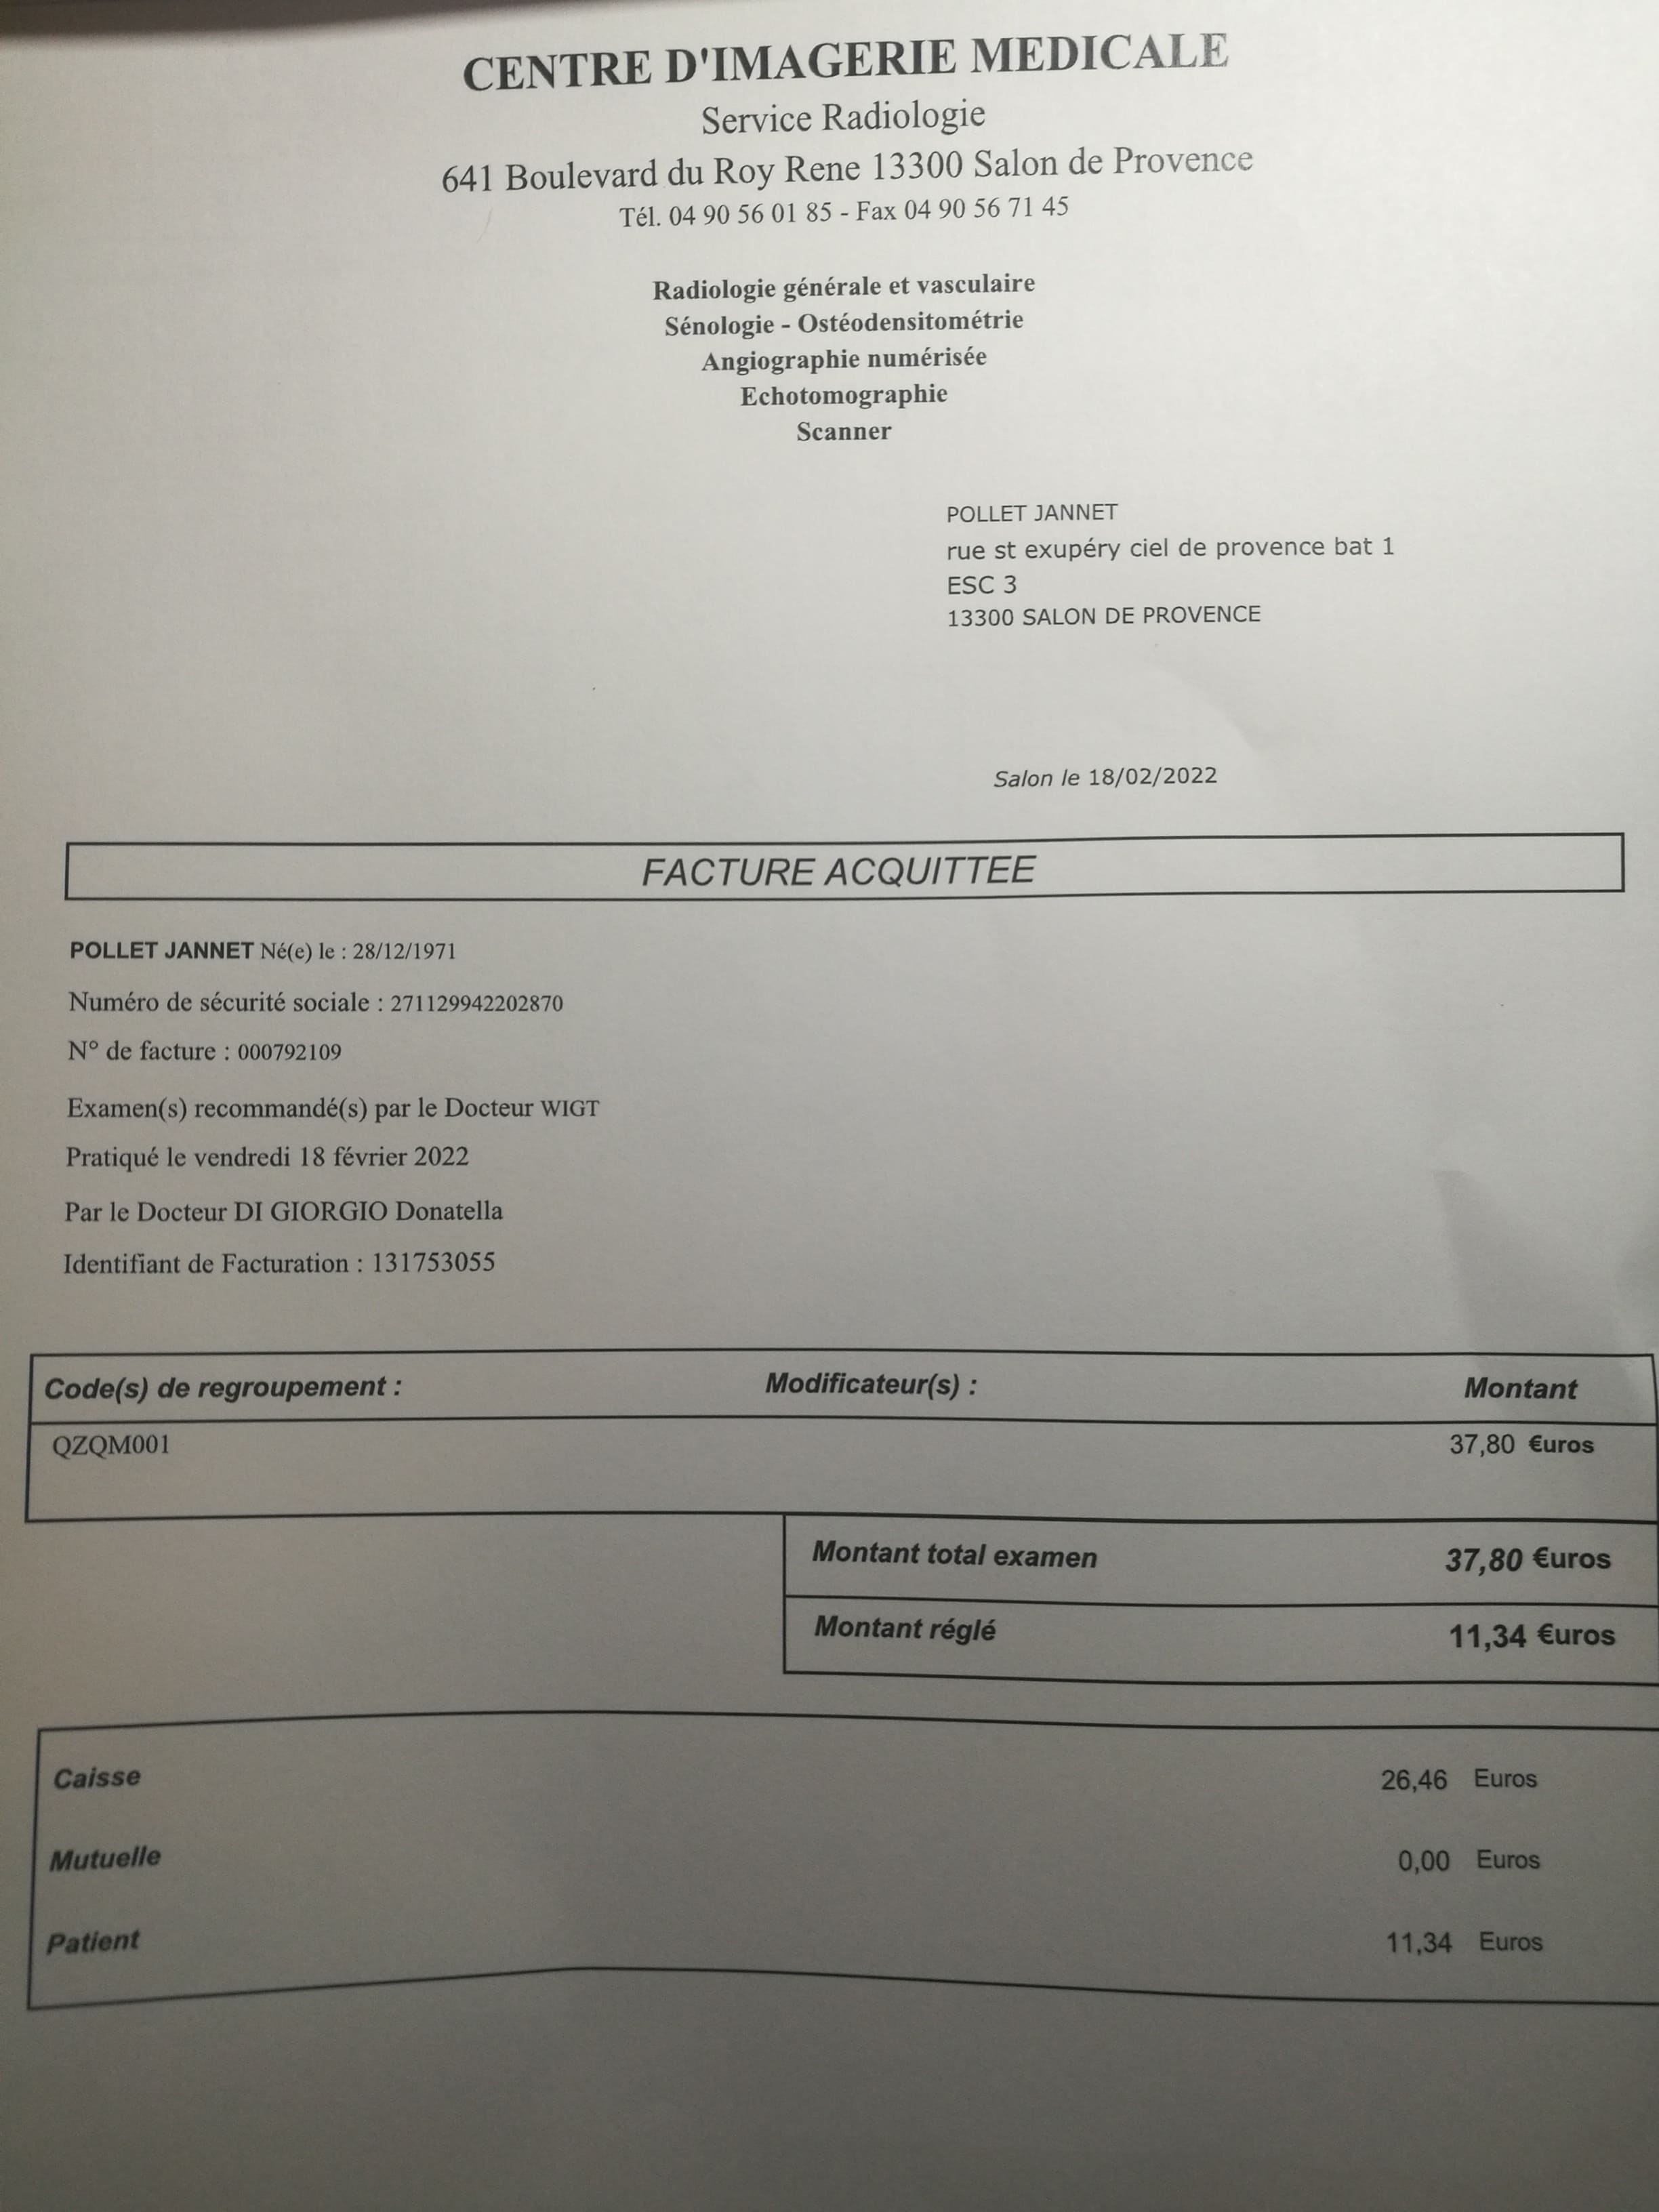 CENTRE D'IMAGERIE MEDICALE
Service Radiologie
641 Boulevard du Roy Rene 13300 Salon de Provence
Tél. 04 90 56 01 85 - Fax 04 90 56 71 45
Radiologie générale et vasculaire
Sénologie - Ostéodensitométrie
Angiographie numérisée
Echotomographie
Scanner
POLLET JANNET
rue st exupéry ciel de provence bat 1
ESC 3
13300 SALON DE PROVENCE
Salon le 18/02/2022
FACTURE ACQUITTEE
POLLET JANNET Né(e) le : 28/12/1971
Numéro de sécurité sociale : 271129942202870
N° de facture : 000792109
Examen(s) recommandé(s) par le Docteur WIGT
Pratiqué le vendredi 18 février 2022
Par le Docteur DI GIORGIO Donatella
Identifiant de Facturation : 131753055
Code(s) de regroupement : Modificateur(s) : Montant
QZQM001 37,80 €uros
Montant total examen 37,80 €uros
Montant réglé 11,34 €uros
Caisse 26,46 Euros
Mutuelle 0,00 Euros
Patient 11,34 Euros